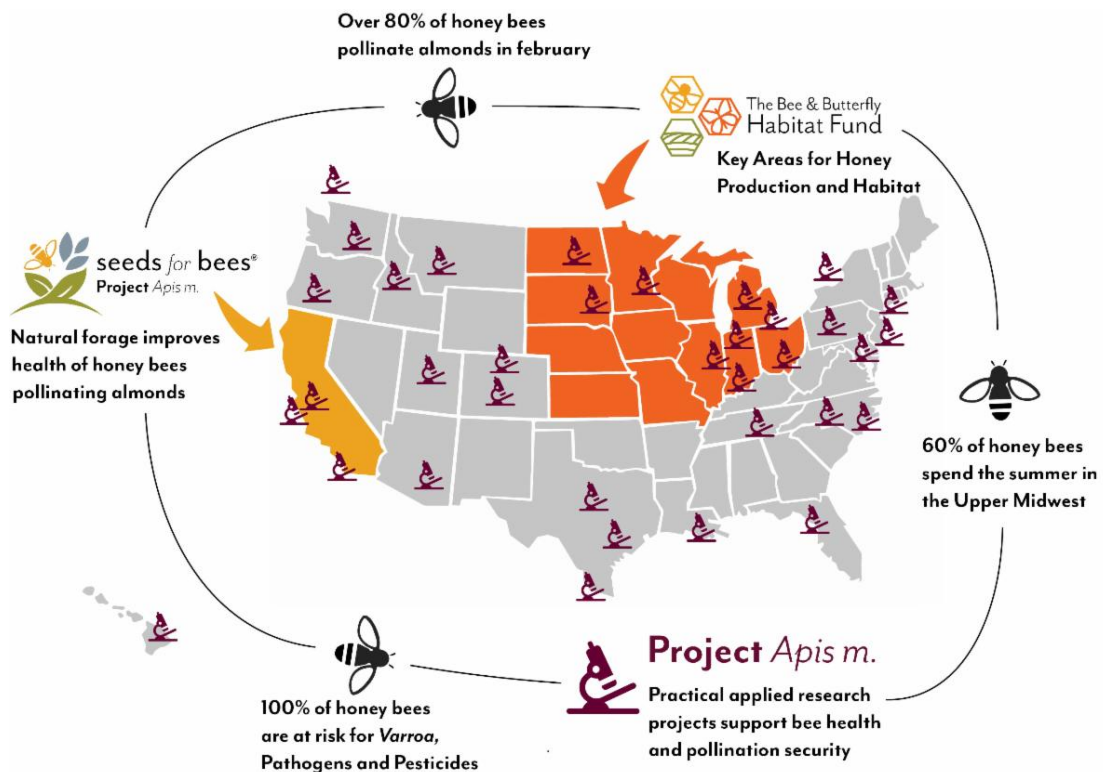 Over 80% of honey bees
pollinate almonds in february
The Bee & Butterfly
Habitat Fund
Key Areas for Honey
Production and Habitat
seeds for bees®
Project Apis m.
Natural forage improves
health of honey bees
pollinating almonds
60% of honey bees
spend the summer in
the Upper Midwest
Project Apis m.
Practical applied research
projects support bee health
and pollination security
100% of honey bees
are at risk for Varroa,
Pathogens and Pesticides